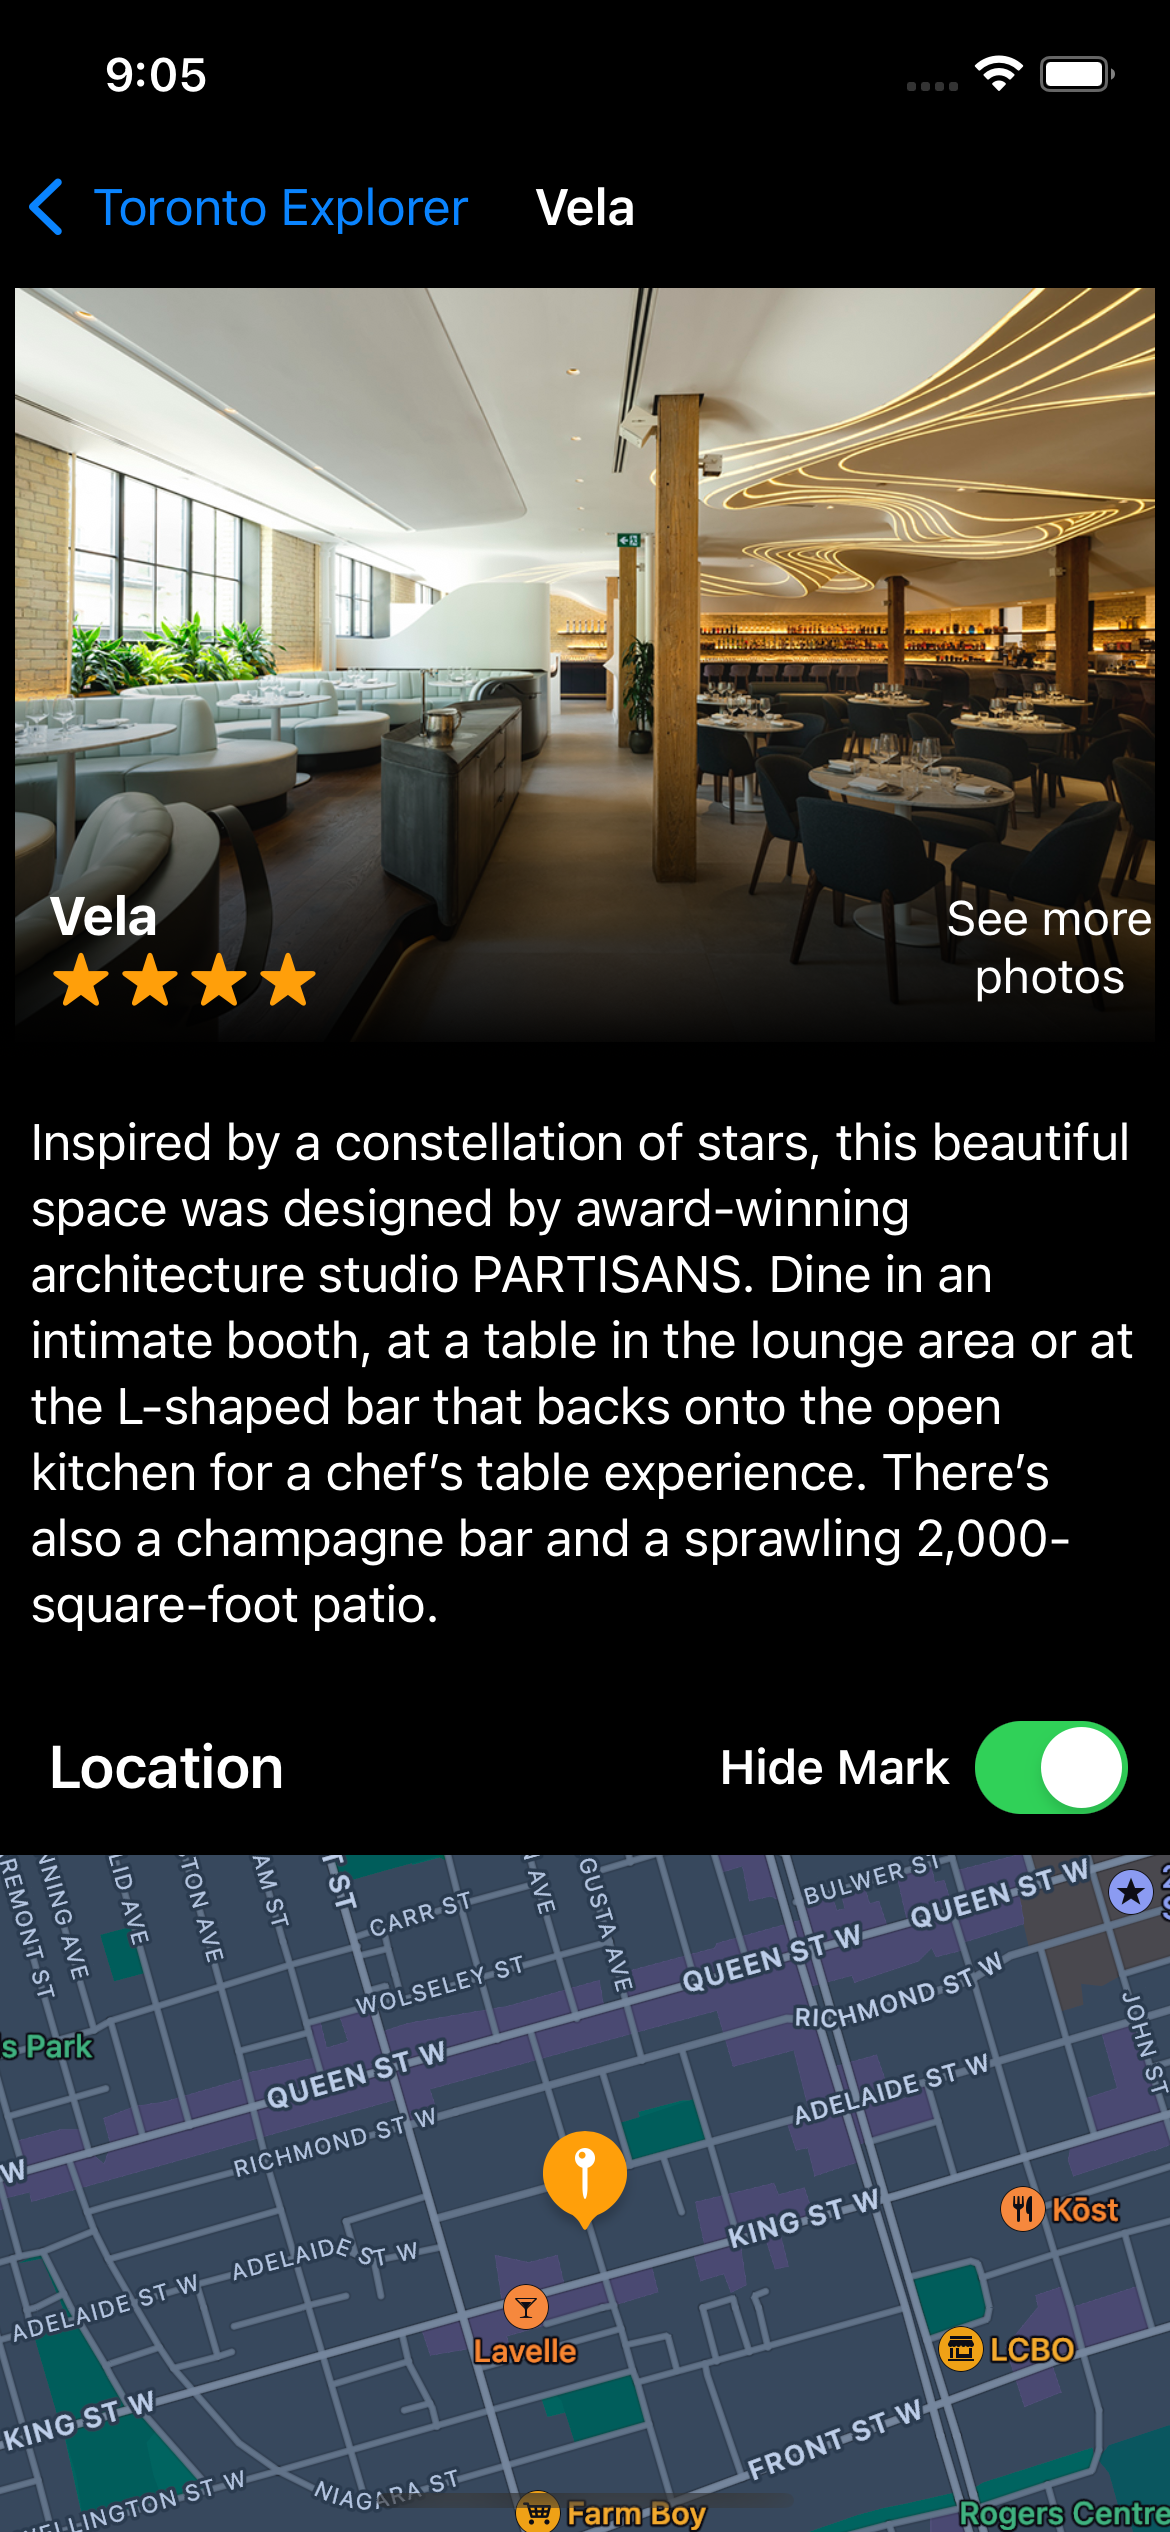 9:05
Toronto Explorer
Vela
Vela
See more
photos
Inspired by a constellation of stars, this beautiful
space was designed by award-winning
architecture studio PARTISANS. Dine in an
intimate booth, at a table in the lounge area or at
the L-shaped bar that backs onto the open
kitchen for a chef’s table experience. There’s
also a champagne bar and a sprawling 2,000-
square-foot patio.
Location
Hide Mark
REMONT ST
NNING AVE
LID AVE
TON AVE
AM ST
T ST
CARR ST
AVE
GUSTA AVE
BULWER ST
QUEEN ST W
QUEEN ST W
WOLSELEY ST
RICHMOND ST W
JOHN ST
s Park
QUEEN ST W
ADELAIDE ST W
RICHMOND ST W
W
KING ST W
Kōst
ADELAIDE ST W
ADELAIDE ST W
Lavelle
LCBO
KING ST W
FRONT ST W
ELLINGTON ST W
NIAGARA ST
Farm Boy
Rogers Centre